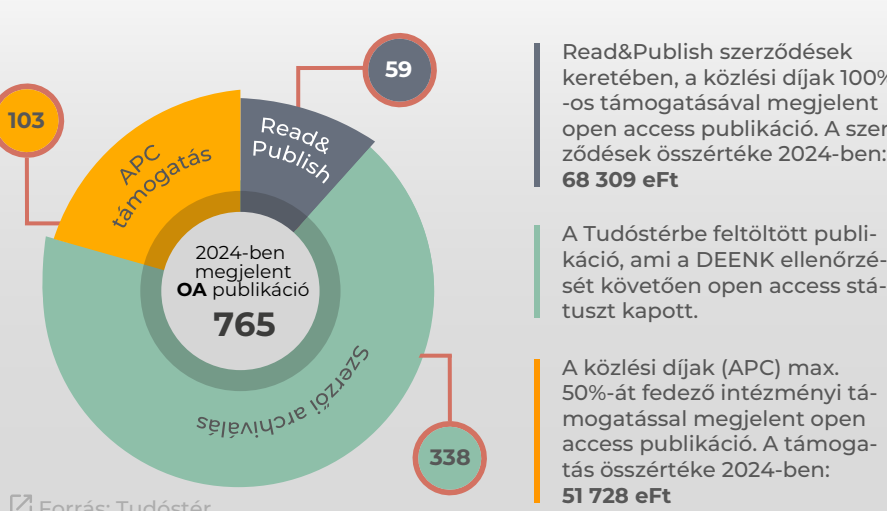 59
103
Read&
Publish
APC
támogatás
2024-ben
megjelent
OA publikáció
765
Szerzői archiválás
338
Forrás: Tudóstér
Read&Publish szerződések
keretében, a közlési díjak 100%
-os támogatásával megjelent
open access publikáció. A szer
ződések összértéke 2024-ben:
68 309 eFt
A Tudóstérbe feltöltött publi-
káció, ami a DEENK ellenőrzé-
sét követően open access stá-
tuszt kapott.
A közlési díjak (APC) max.
50%-át fedező intézményi tá-
mogatással megjelent open
access publikáció. A támoga-
tás összértéke 2024-ben:
51 728 eFt